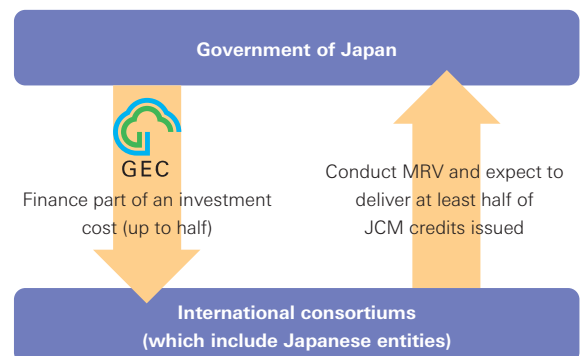 Government of Japan
GEC
Finance part of an investment
cost (up to half)
Conduct MRV and expect to
deliver at least half of
JCM credits issued
International consortiums
(which include Japanese entities)